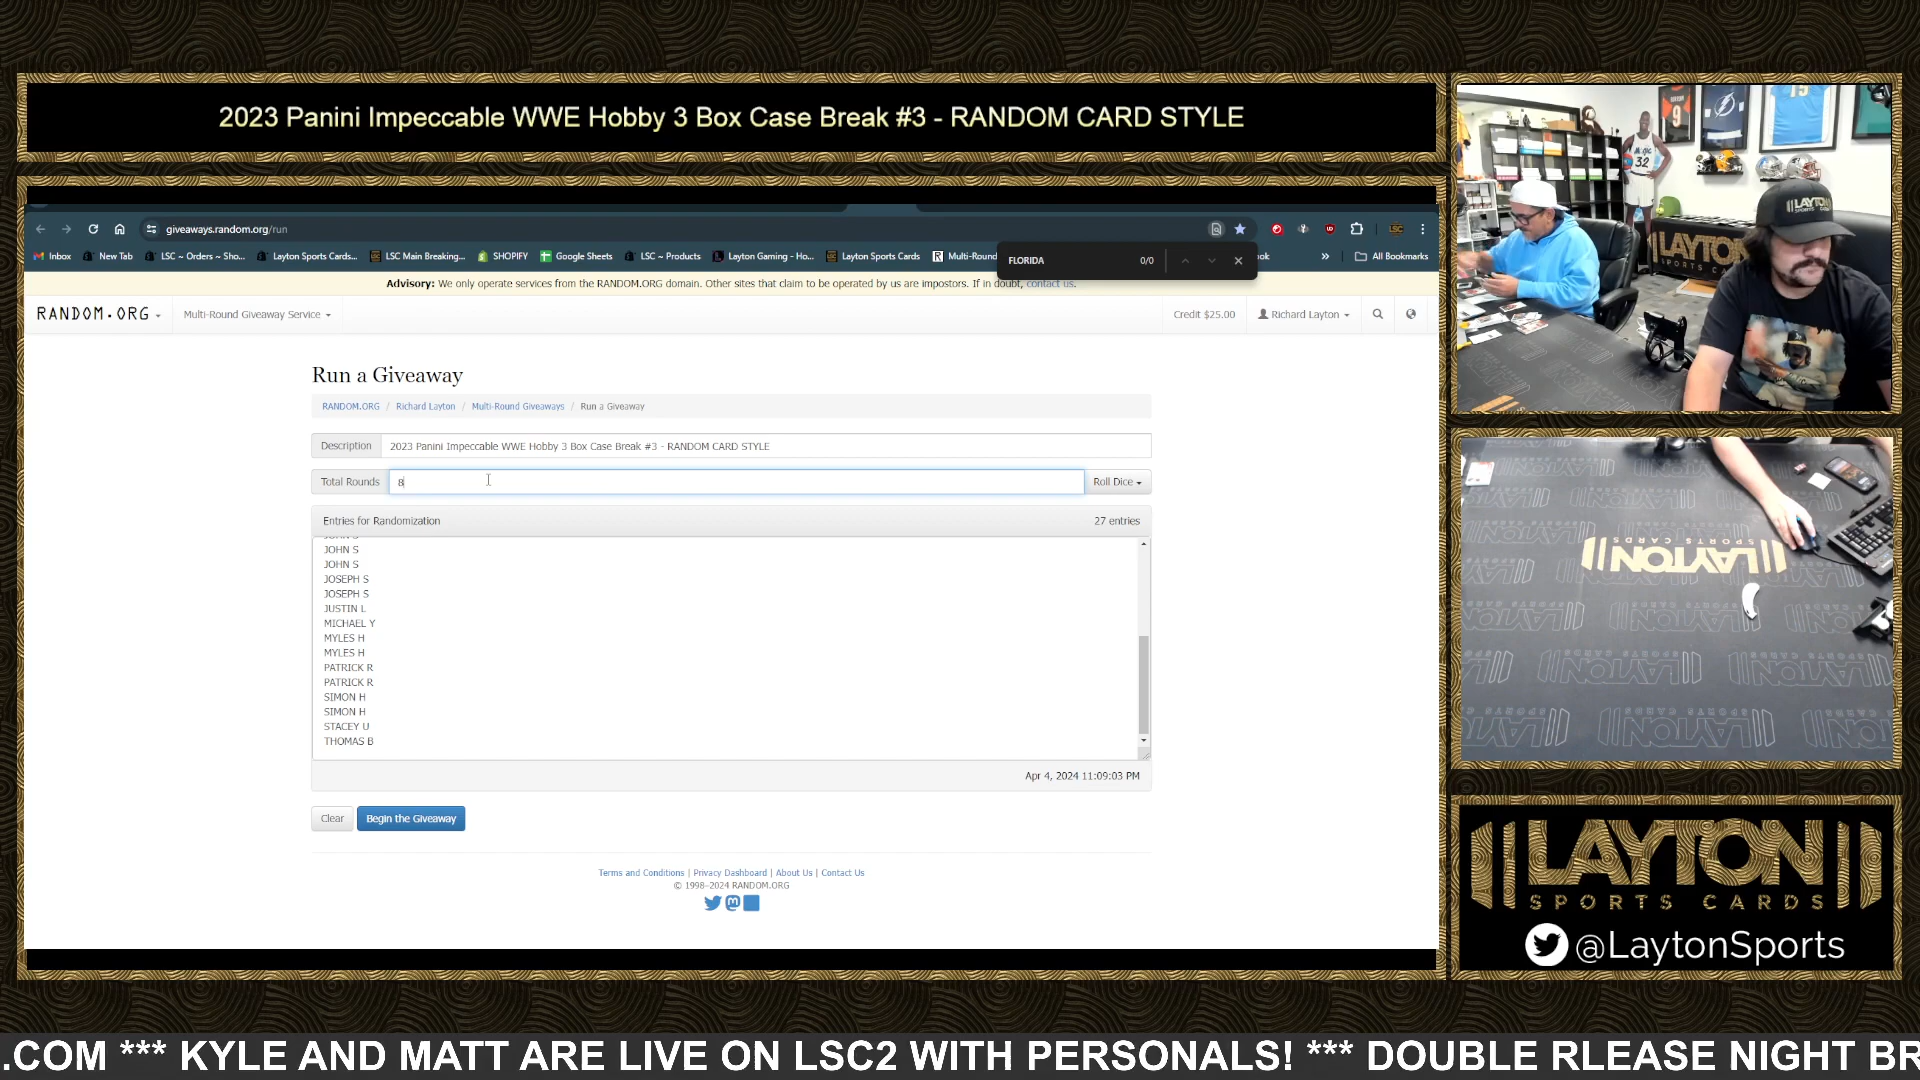 2023 Panini Impeccable WWE Hobby 3 Box Case Break #3 - RANDOM CARD STYLE
giveaways.random.org/run
Inbox New Tab LSC ~ Orders ~ Sho... Layton Sports Cards... LSC Main Breaking... SHOPIFY Google Sheets LSC ~ Products Layton Gaming - Ho... Layton Sports Cards Multi-Round ok » All Bookmarks
FLORIDA 0/0
Advisory: We only operate services from the RANDOM.ORG domain. Other sites that claim to be operated by us are impostors. If in doubt, contact us.
RANDOM.ORG Multi-Round Giveaway Service Credit $25.00 Richard Layton
Run a Giveaway
RANDOM.ORG / Richard Layton / Multi-Round Giveaways / Run a Giveaway
Description 2023 Panini Impeccable WWE Hobby 3 Box Case Break #3 - RANDOM CARD STYLE
Total Rounds 8 Roll Dice
Entries for Randomization 27 entries
JOHN S
JOHN S
JOSEPH S
JOSEPH S
JUSTIN L
MICHAEL Y
MYLES H
MYLES H
PATRICK R
PATRICK R
SIMON H
SIMON H
STACEY U
THOMAS B
Apr 4, 2024 11:09:03 PM
Clear Begin the Giveaway
Terms and Conditions | Privacy Dashboard | About Us | Contact Us
© 1998–2024 RANDOM.ORG
9
32
15
LAYTON
LAYTON
SPORTS CARDS
LAYTON
LAYTON
SPORTS CARDS
@LaytonSports
.COM *** KYLE AND MATT ARE LIVE ON LSC2 WITH PERSONALS! *** DOUBLE RLEASE NIGHT BR